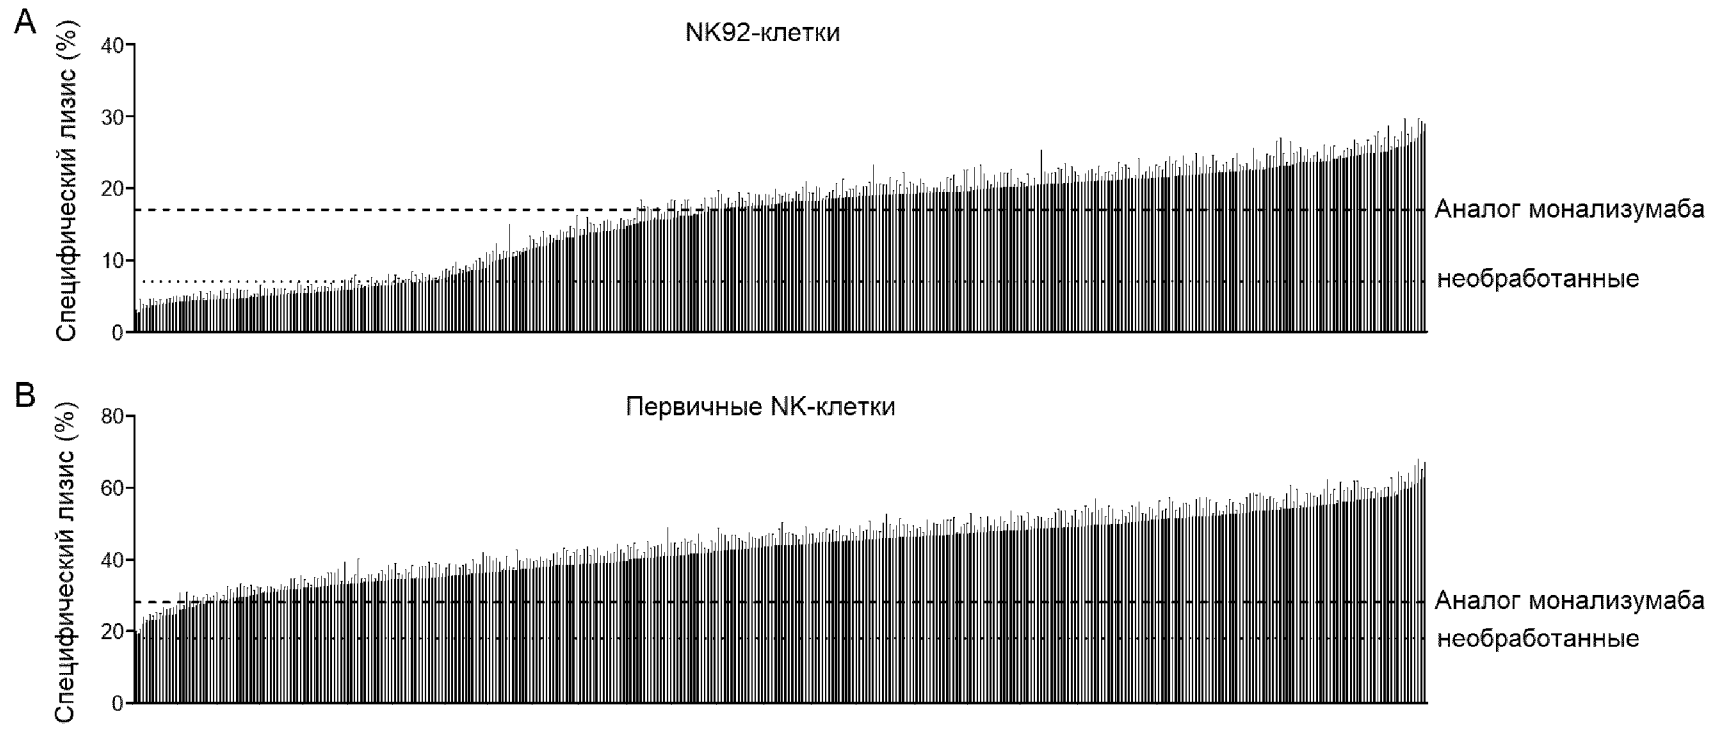 A
NK92-клетки
Специфический лизис (%)
40
30
20
10
0
Аналог монализумаба
необработанные
B
Первичные NK-клетки
Специфический лизис (%)
80
60
40
20
0
Аналог монализумаба
необработанные